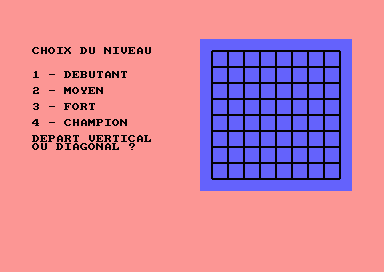 CHOIX DU NIVEAU
1 - DEBUTANT
2 - MOYEN
3 - FORT
4 - CHAMPION
DEPART VERTICAL
OU DIAGONAL ?